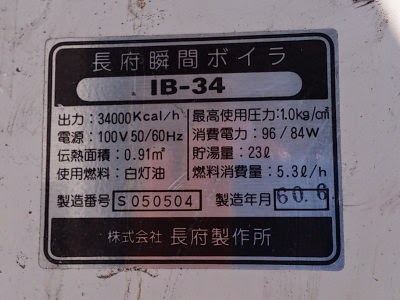 長府瞬間ボイラ
IB-34
出力：34000Kcal/h 最高使用圧力：1.0kg/c㎡
電源：100V 50/60Hz 消費電力：96/84W
伝熱面積：0.91㎡ 貯湯量：23ℓ
使用燃料：白灯油 燃料消費量：5.3ℓ/h
製造番号 S050504 製造年月 60.6
株式会社 長府製作所